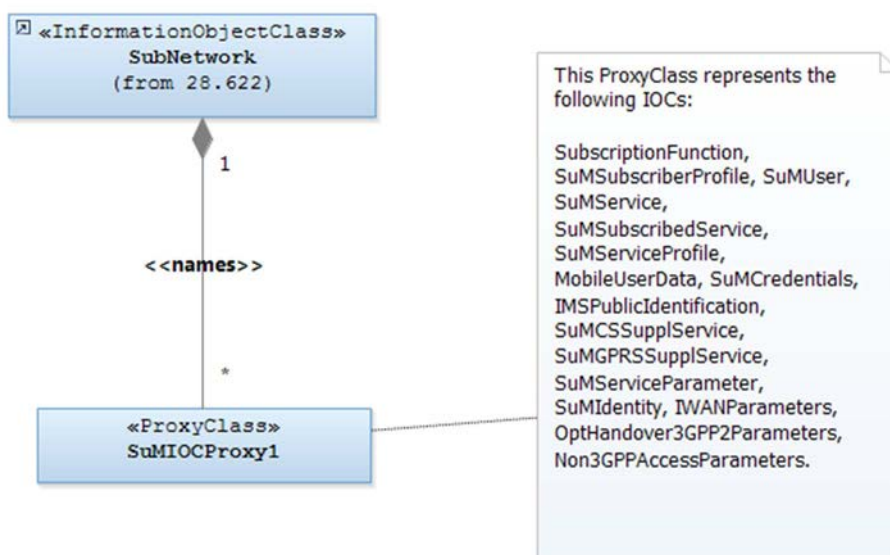 «InformationObjectClass»
SubNetwork
(from 28.622)
1
<<names>>
*
«ProxyClass»
SuMIOCProxy1
This ProxyClass represents the
following IOCs:
SubscriptionFunction,
SuMSubscriberProfile, SuMUser,
SuMService,
SuMSubscribedService,
SuMServiceProfile,
MobileUserData, SuMCredentials,
IMSPublicIdentification,
SuMCSSupplService,
SuMGPRSSupplService,
SuMServiceParameter,
SuMIdentity, IWANParameters,
OptHandover3GPP2Parameters,
Non3GPPAccessParameters.